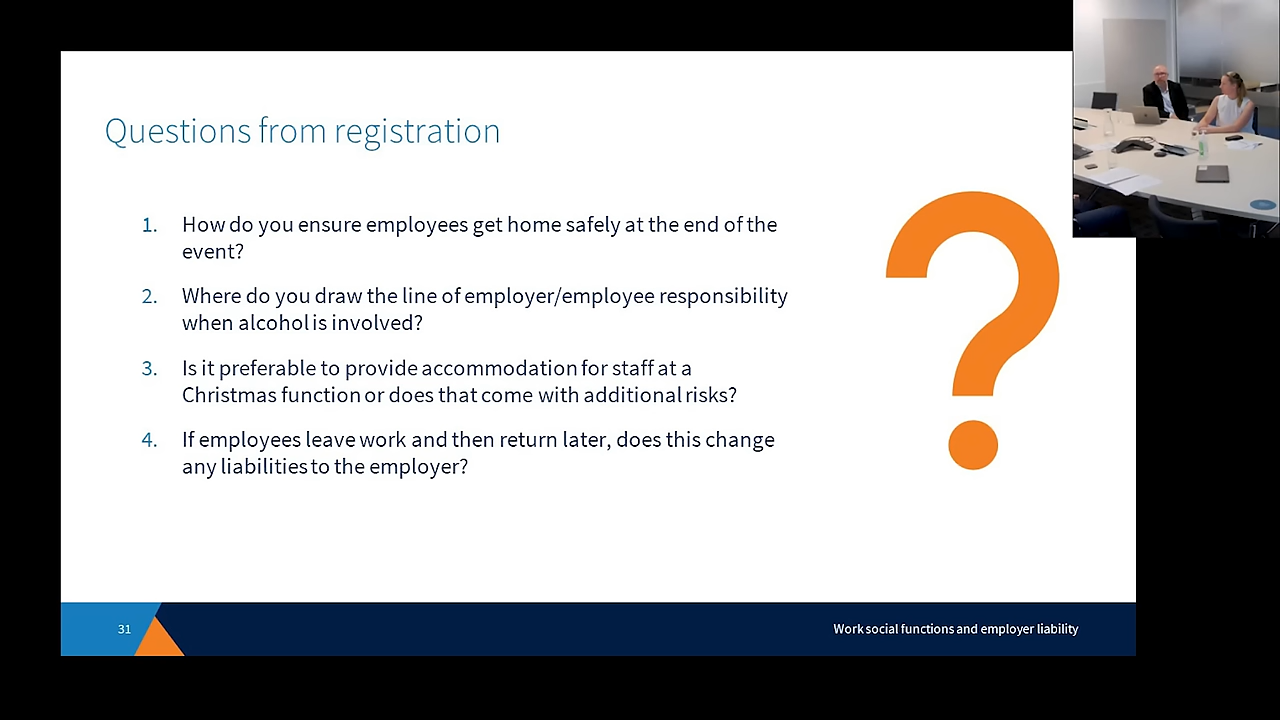 Questions from registration
1. How do you ensure employees get home safely at the end of the
event?
2. Where do you draw the line of employer/employee responsibility
when alcohol is involved?
3. Is it preferable to provide accommodation for staff at a
Christmas function or does that come with additional risks?
4. If employees leave work and then return later, does this change
any liabilities to the employer?
31
Work social functions and employer liability